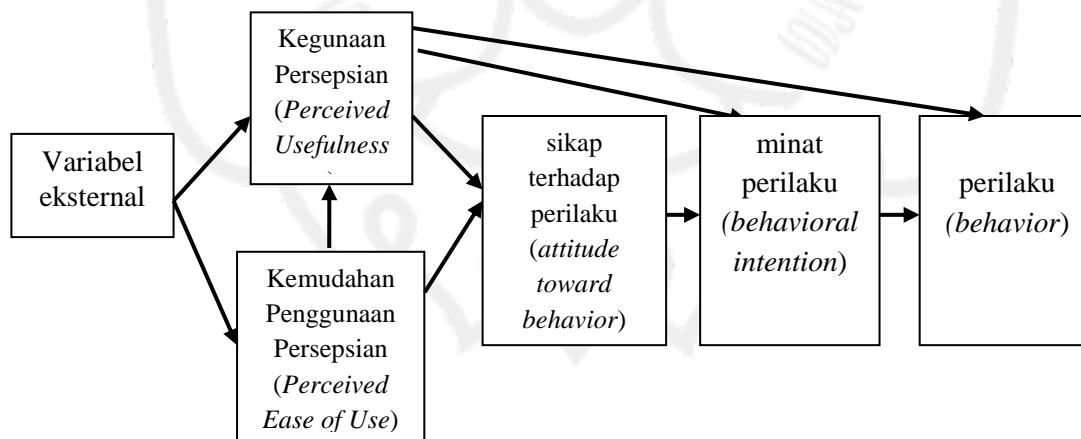 Kegunaan
Persepsian
(Perceived
Usefulness
`
Variabel
eksternal
Kemudahan
Penggunaan
Persepsian
(Perceived
Ease of Use)
sikap
terhadap
perilaku
(attitude
toward
behavior)
minat
perilaku
(behavioral
intention)
perilaku
(behavior)